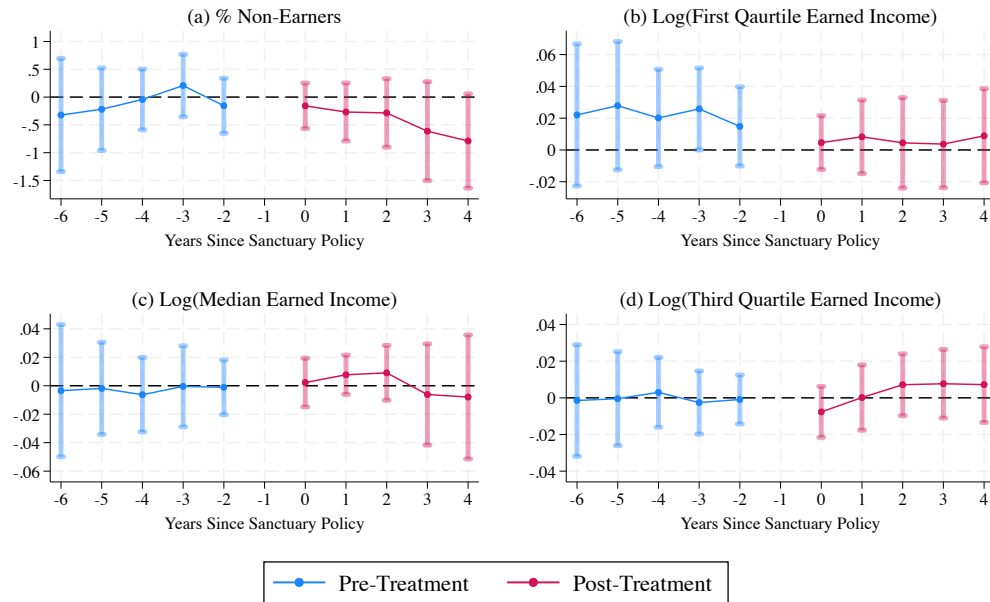 (a) % Non-Earners
1
.5
0
-.5
-1
-1.5
-6 -5 -4 -3 -2 -1 0 1 2 3 4
Years Since Sanctuary Policy
(b) Log(First Qaurtile Earned Income)
.06
.04
.02
0
-.02
-6 -5 -4 -3 -2 -1 0 1 2 3 4
Years Since Sanctuary Policy
(c) Log(Median Earned Income)
.04
.02
0
-.02
-.04
-.06
-6 -5 -4 -3 -2 -1 0 1 2 3 4
Years Since Sanctuary Policy
(d) Log(Third Quartile Earned Income)
.04
.02
0
-.02
-.04
-6 -5 -4 -3 -2 -1 0 1 2 3 4
Years Since Sanctuary Policy
Pre-Treatment Post-Treatment